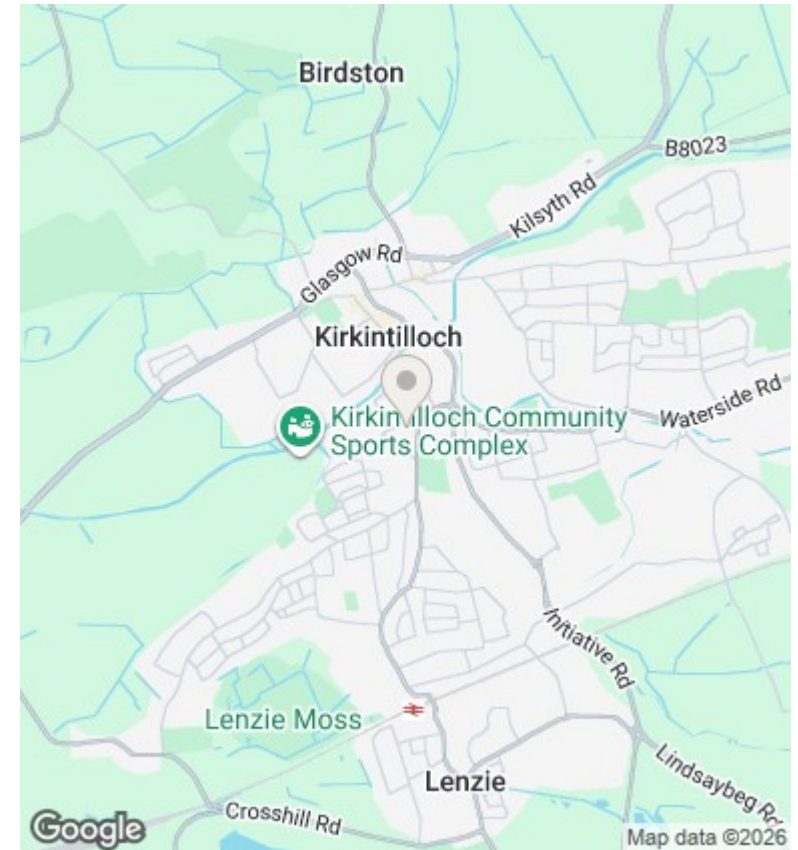 Birdston
B8023
Kilsyth Rd
Glasgow Rd
Kirkintilloch
Kirkintilloch Community
Sports Complex
Waterside Rd
Initiative Rd
Lenzie Moss
Lenzie
Lindsaybeg Rd
Crosshill Rd
Google
Map data ©2026